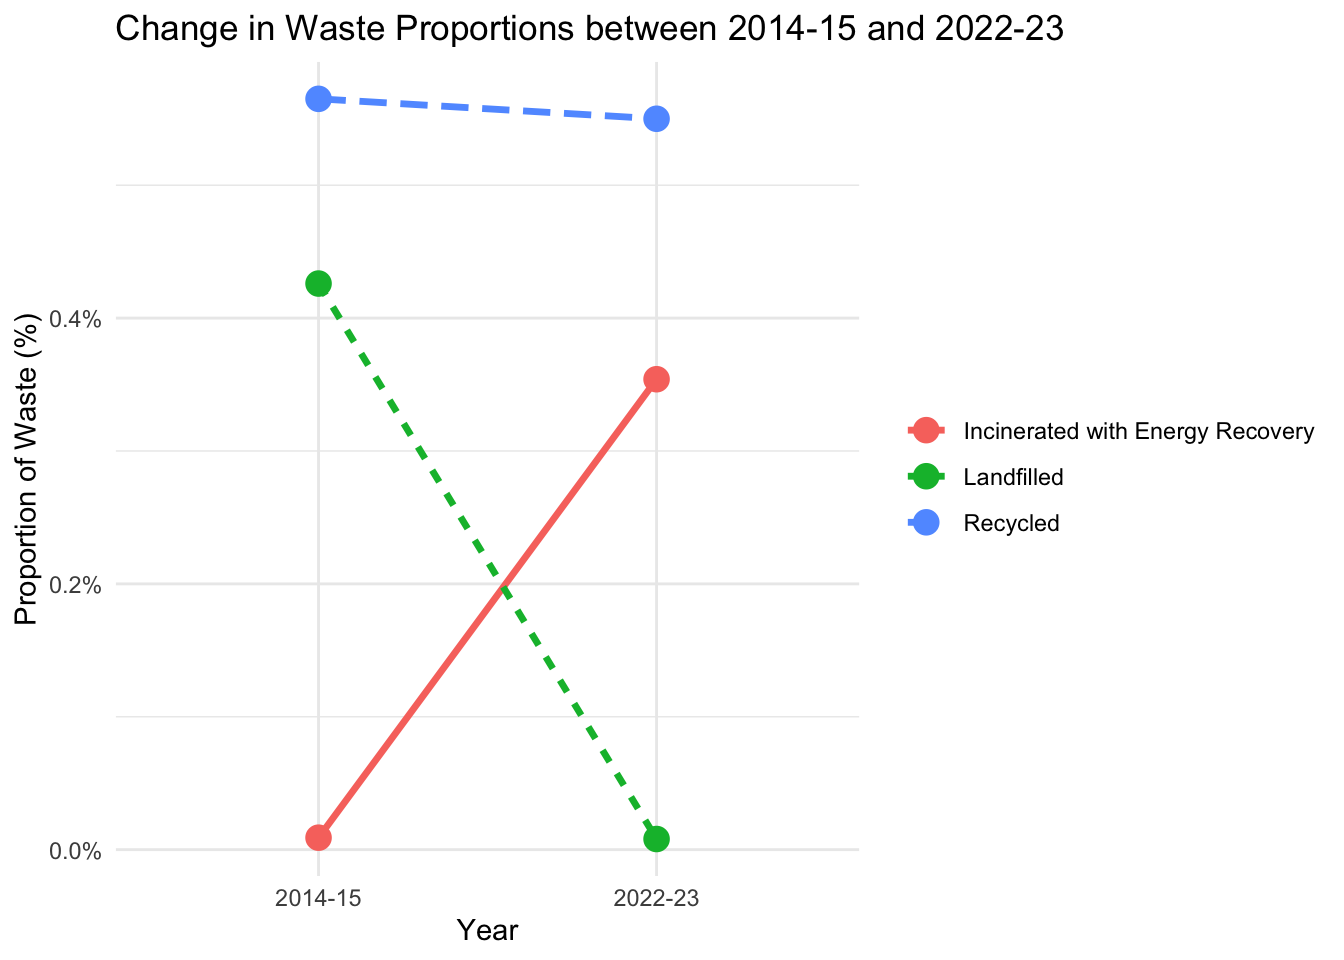 Change in Waste Proportions between 2014-15 and 2022-23
Proportion of Waste (%)
0.4%
0.2%
0.0%
2014-15
2022-23
Year
Incinerated with Energy Recovery
Landfilled
Recycled